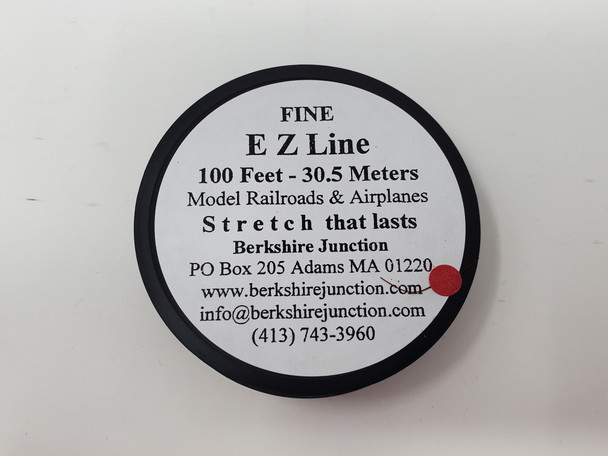 FINE
E Z Line
100 Feet - 30.5 Meters
Model Railroads & Airplanes
Stretch that lasts
Berkshire Junction
PO Box 205 Adams MA 01220
www.berkshirejunction.com
info@berkshirejunction.com
(413) 743-3960